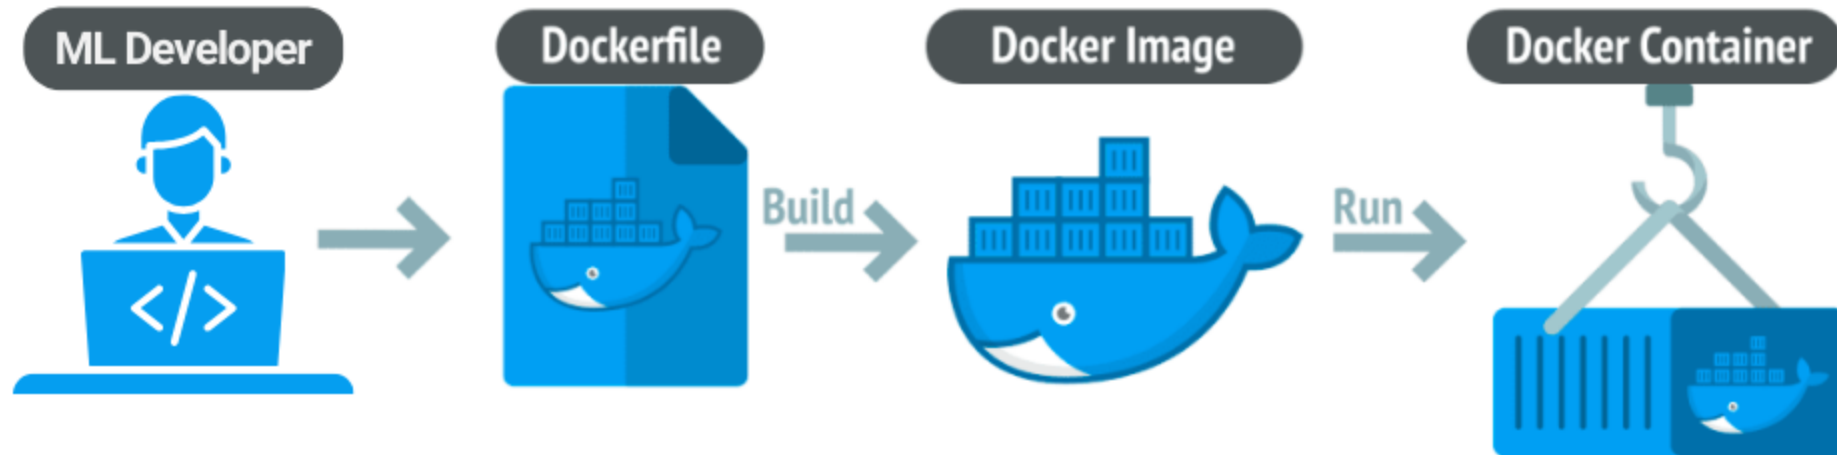 ML Developer
Dockerfile
Docker Image
Docker Container
</>
Build
Run